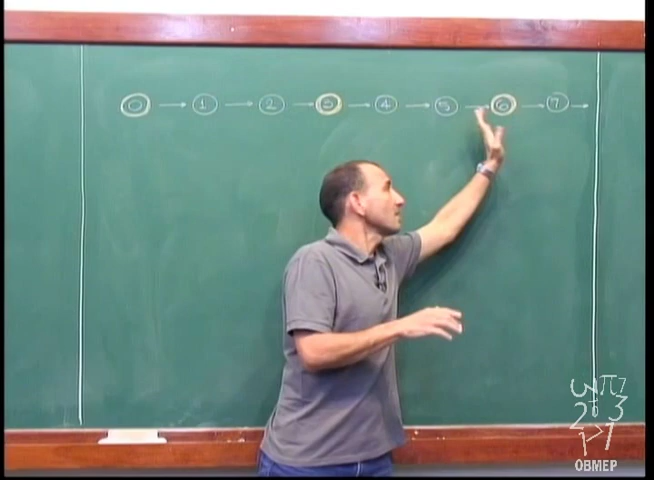 0 → 1 → 2 → 3 → 4 → 5 → 6 → 7 →
OBMEP